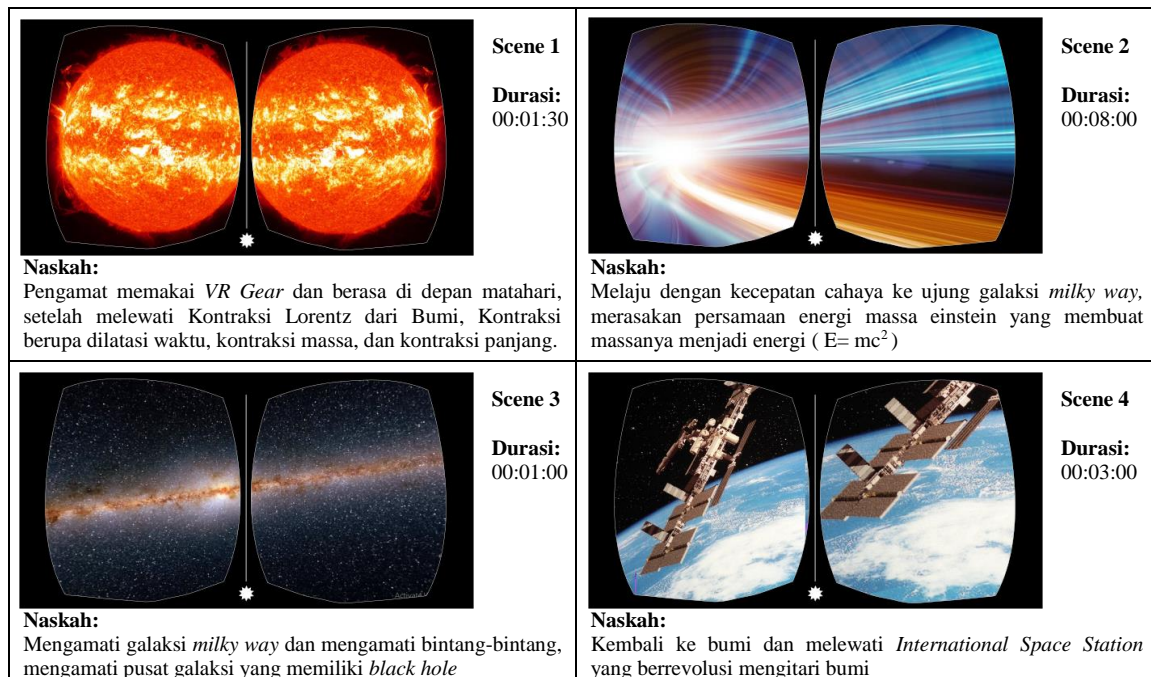 Scene 1
Durasi:
00:01:30
Naskah:
Pengamat memakai VR Gear dan berasa di depan matahari,
setelah melewati Kontraksi Lorentz dari Bumi, Kontraksi
berupa dilatasi waktu, kontraksi massa, dan kontraksi panjang.
Scene 2
Durasi:
00:08:00
Naskah:
Melaju dengan kecepatan cahaya ke ujung galaksi milky way,
merasakan persamaan energi massa einstein yang membuat
massanya menjadi energi ( E= mc² )
Scene 3
Durasi:
00:01:00
Naskah:
Mengamati galaksi milky way dan mengamati bintang-bintang,
mengamati pusat galaksi yang memiliki black hole
Scene 4
Durasi:
00:03:00
Naskah:
Kembali ke bumi dan melewati International Space Station
yang berrevolusi mengitari bumi